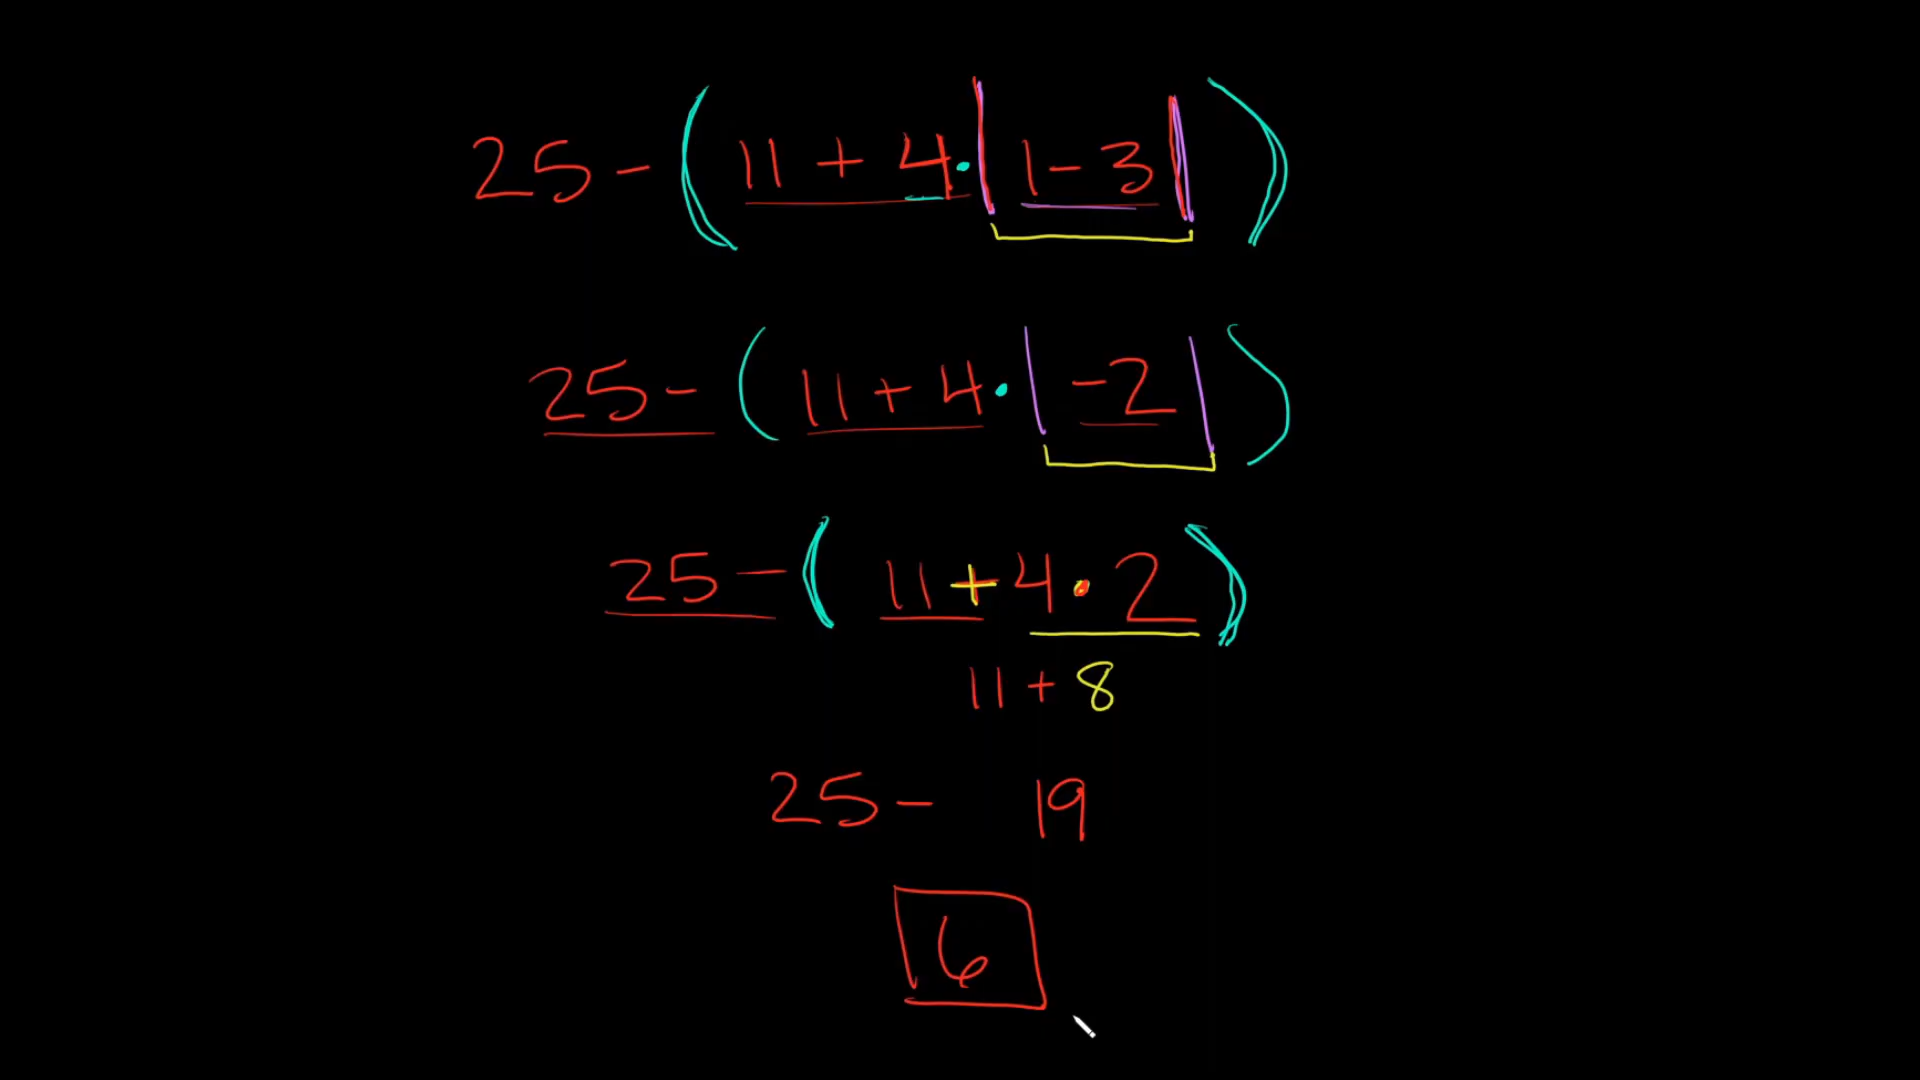 25 - ( 11 + 4 · | 1 - 3 | )
25 - ( 11 + 4 · | -2 | )
25 - ( 11 + 4 · 2 )
11 + 8
25 - 19
6